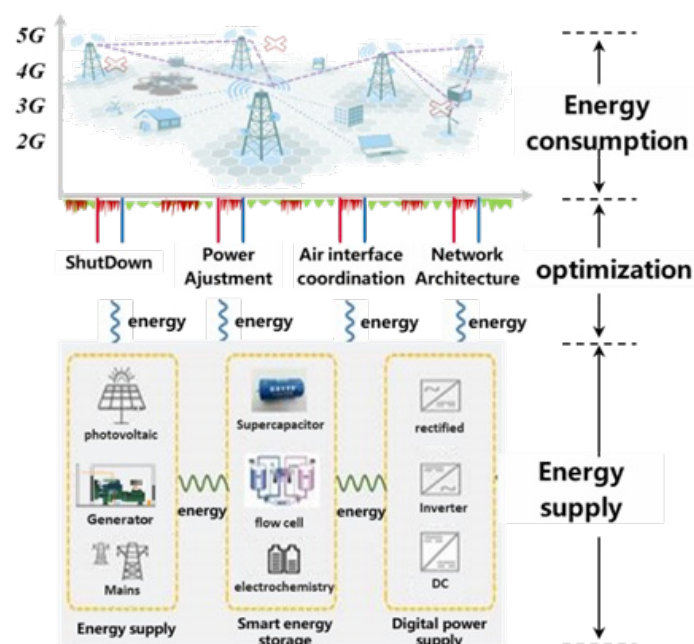 5G
4G
3G
2G
Energy
consumption
ShutDown
Power
Ajustment
Air interface
coordination
Network
Architecture
optimization
energy
energy
energy
energy
photovoltaic
Supercapacitor
rectified
Generator
energy
flow cell
energy
Inverter
Energy
supply
Mains
electrochemistry
DC
Energy supply
Smart energy
storage
Digital power
supply